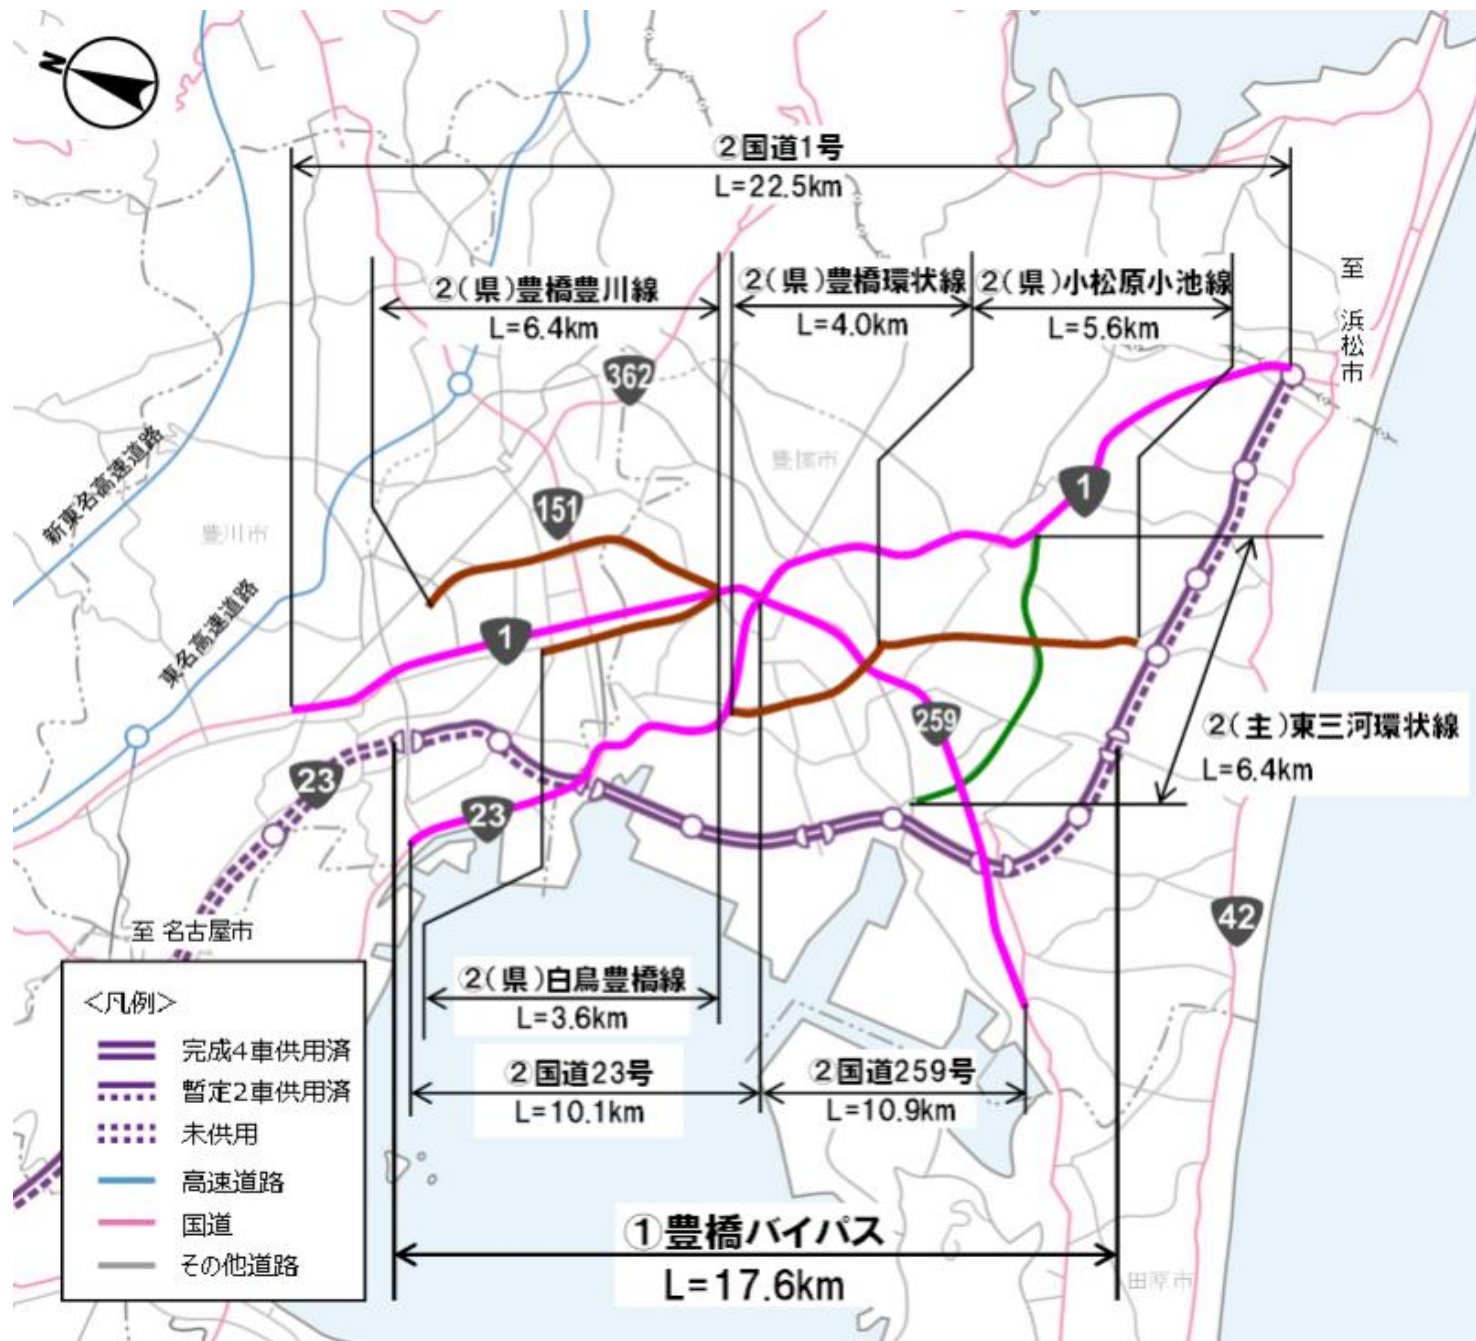 N
②国道1号
L=22.5km
②(県)豊橋豊川線
L=6.4km
②(県)豊橋環状線
L=4.0km
②(県)小松原小池線
L=5.6km
至 浜松市
362
豊橋市
151
1
新東名高速道路
豊川市
東名高速道路
1
259
②(主)東三河環状線
L=6.4km
23
23
42
至 名古屋市
②(県)白鳥豊橋線
L=3.6km
②国道23号
L=10.1km
②国道259号
L=10.9km
①豊橋バイパス
L=17.6km
田原市
<凡例>
完成4車供用済
暫定2車供用済
未供用
高速道路
国道
その他道路